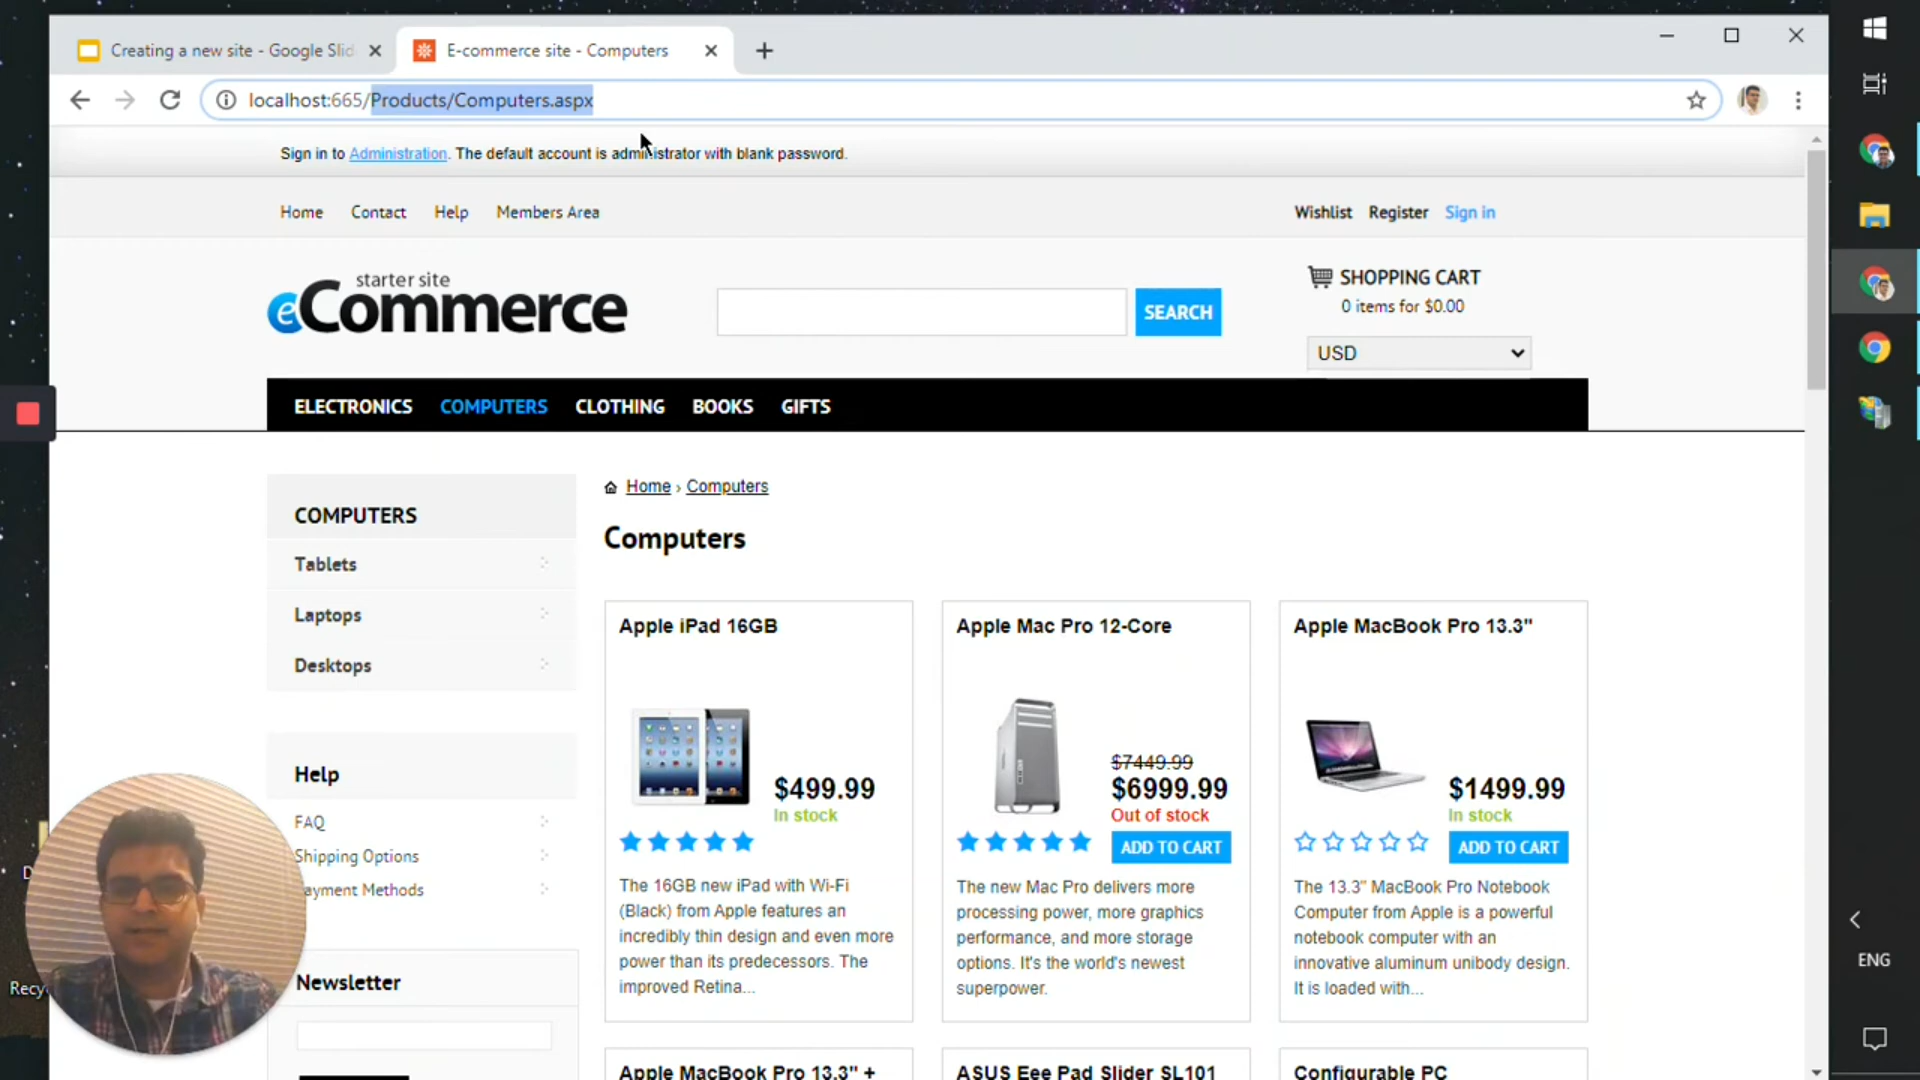 Creating a new site - Google Slid
E-commerce site - Computers
localhost:665/Products/Computers.aspx
Sign in to Administration. The default account is administrator with blank password.
Home Contact Help Members Area
Wishlist Register Sign in
starter site
eCommerce
SEARCH
SHOPPING CART
0 items for $0.00
USD
ELECTRONICS COMPUTERS CLOTHING BOOKS GIFTS
COMPUTERS
Tablets
Laptops
Desktops
Help
FAQ
Shipping Options
ayment Methods
Newsletter
Home › Computers
Computers
Apple iPad 16GB
$499.99
In stock
The 16GB new iPad with Wi-Fi
(Black) from Apple features an
incredibly thin design and even more
power than its predecessors. The
improved Retina...
Apple Mac Pro 12-Core
$7449.99
$6999.99
Out of stock
ADD TO CART
The new Mac Pro delivers more
processing power, more graphics
performance, and more storage
options. It's the world's newest
superpower.
Apple MacBook Pro 13.3"
$1499.99
In stock
ADD TO CART
The 13.3" MacBook Pro Notebook
Computer from Apple is a powerful
notebook computer with an
innovative aluminum unibody design.
It is loaded with...
Apple MacBook Pro 13.3" +
ASUS Eee Pad Slider SL101
Configurable PC
Recy
ENG